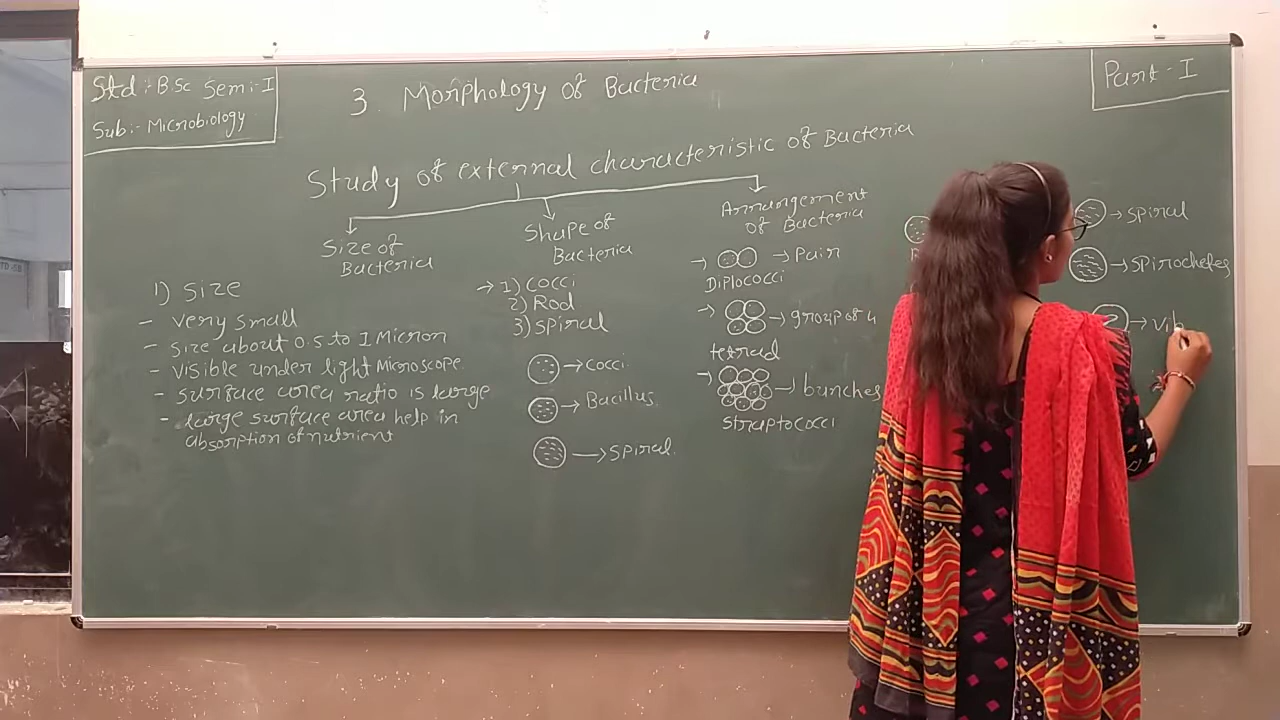 Std :- B.Sc Sem :- I
Sub :- Microbiology
3. Morphology of Bacteria
Part - I
Study of external characteristic of Bacteria
Size of
Bacteria
Shape of
Bacteria
Arrangement
of Bacteria
1) Size
- very small
- Size about 0.5 to 1 Micron
- visible under light Microscope.
- surface area ratio is large
- large surface area help in
absorption of nutrient
→ 1) Cocci
2) Rod
3) spiral
→ cocci
→ Bacillus
→ spiral.
→ Pair
Diplococci
→ group of 4
tetrad
→ bunches
Straptococci
→ spiral
→ spirochetes
→ vib